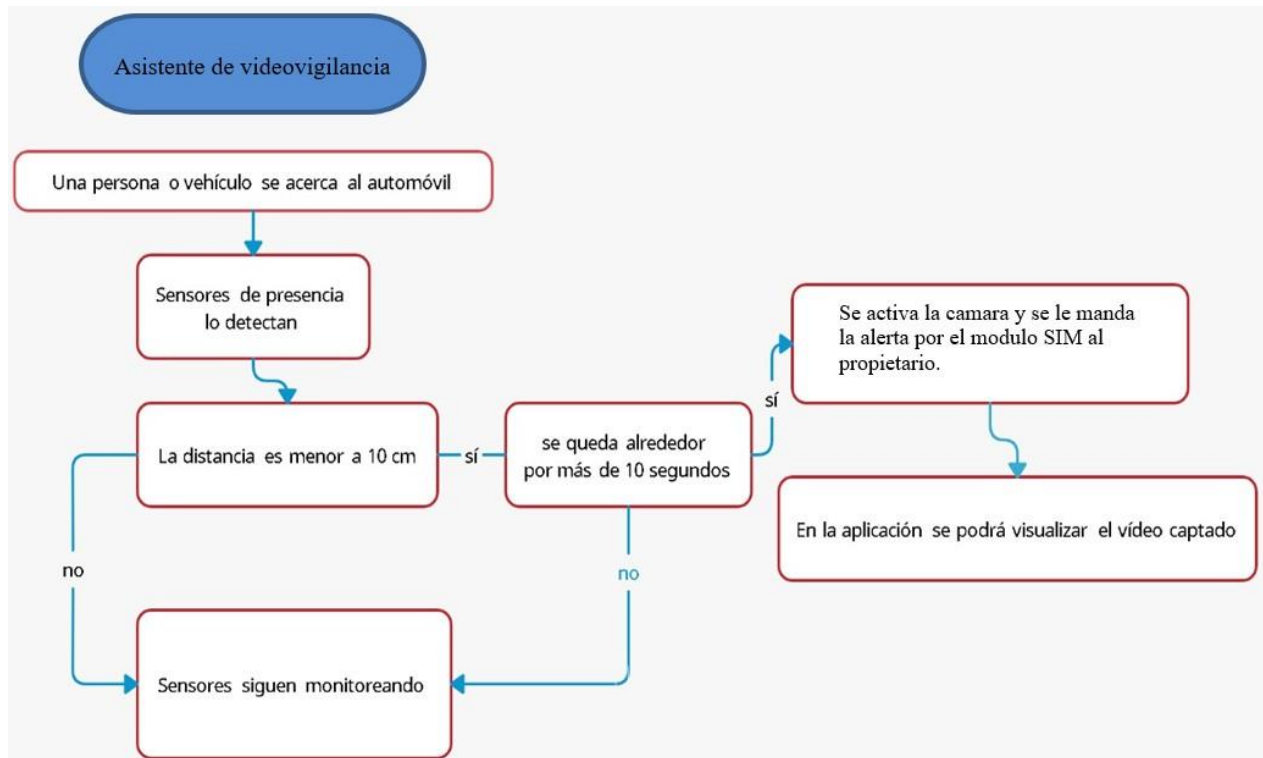 Asistente de videovigilancia
Una persona o vehículo se acerca al automóvil
Sensores de presencia
lo detectan
La distancia es menor a 10 cm
sí
se queda alrededor
por más de 10 segundos
sí
Se activa la camara y se le manda
la alerta por el modulo SIM al
propietario.
En la aplicación se podrá visualizar el vídeo captado
no
no
Sensores siguen monitoreando